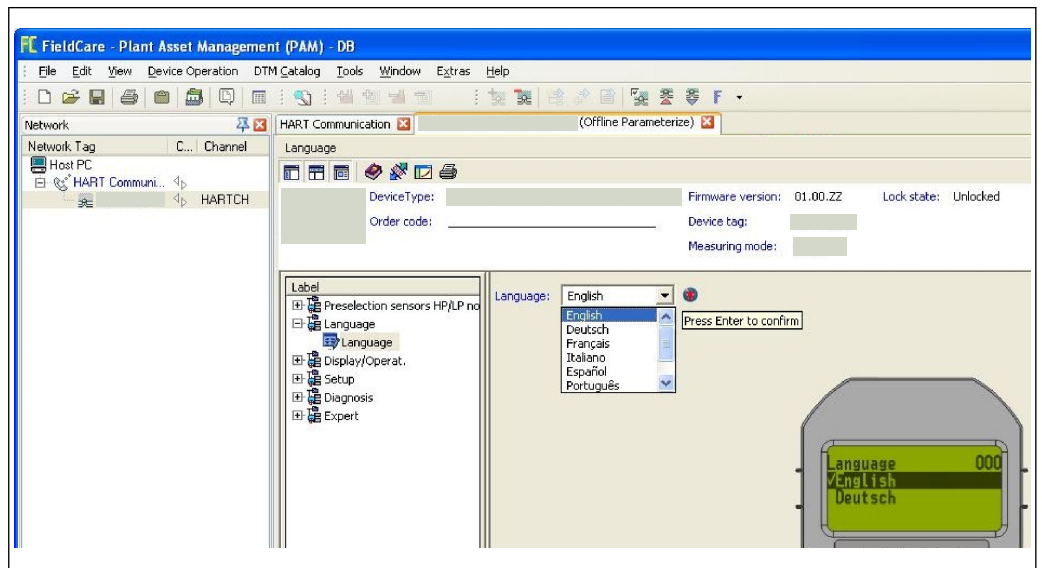 FC FieldCare - Plant Asset Management (PAM) - DB
File Edit View Device Operation DTM Catalog Tools Window Extras Help
F
Network
HART Communication (Offline Parameterize)
Network Tag C... Channel
Language
Host PC
HART Communi...
HARTCH
DeviceType: Firmware version: 01.00.ZZ Lock state: Unlocked
Order code: Device tag:
Measuring mode:
Label
Preselection sensors HP/LP no
Language
Language
Display/Operat.
Setup
Diagnosis
Expert
Language: English
English
Deutsch
Français
Italiano
Español
Português
Press Enter to confirm
Language 000
✓English
Deutsch